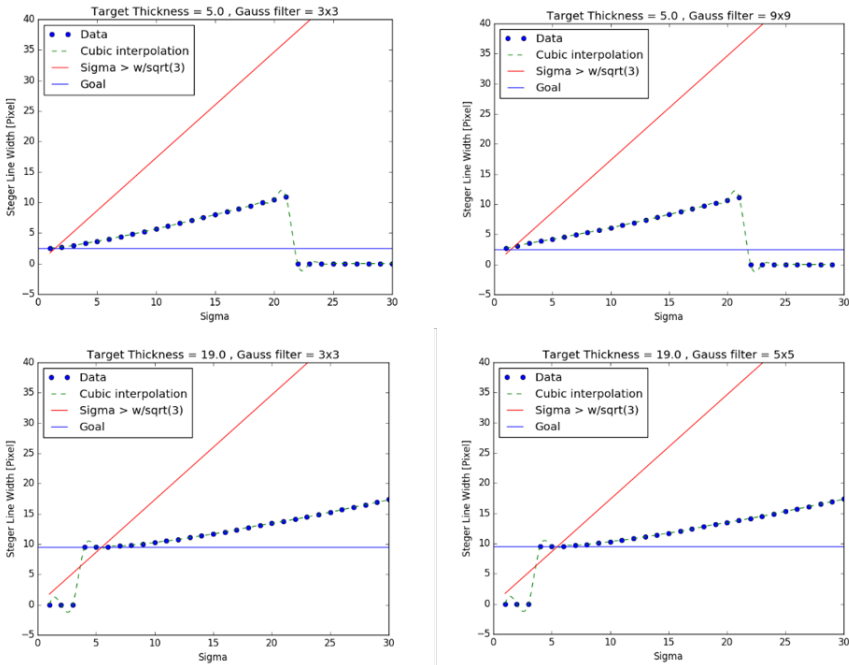 Target Thickness = 5.0 , Gauss filter = 3x3
Data
Cubic interpolation
Sigma > w/sqrt(3)
Goal
Steger Line Width [Pixel]
40
35
30
25
20
15
10
5
0
−5
0 5 10 15 20 25 30
Sigma
Target Thickness = 5.0 , Gauss filter = 9x9
Data
Cubic interpolation
Sigma > w/sqrt(3)
Goal
Steger Line Width [Pixel]
40
35
30
25
20
15
10
5
0
−5
0 5 10 15 20 25 30
Sigma
Target Thickness = 19.0 , Gauss filter = 3x3
Data
Cubic interpolation
Sigma > w/sqrt(3)
Goal
Steger Line Width [Pixel]
40
35
30
25
20
15
10
5
0
−5
0 5 10 15 20 25 30
Sigma
Target Thickness = 19.0 , Gauss filter = 5x5
Data
Cubic interpolation
Sigma > w/sqrt(3)
Goal
Steger Line Width [Pixel]
40
35
30
25
20
15
10
5
0
−5
0 5 10 15 20 25 30
Sigma